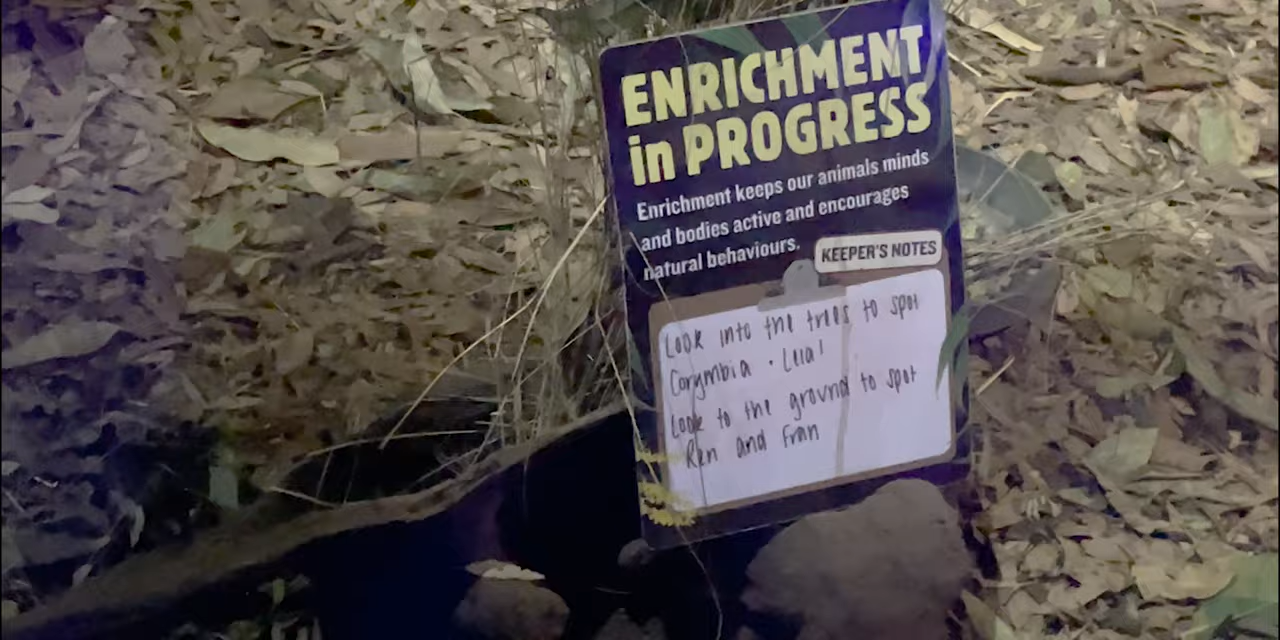 ENRICHMENT
in PROGRESS
Enrichment keeps our animals minds
and bodies active and encourages
natural behaviours.
KEEPER'S NOTES
Look into the trees to spot
Corymbia • Leia!
Look to the ground to spot
Ren and Fran